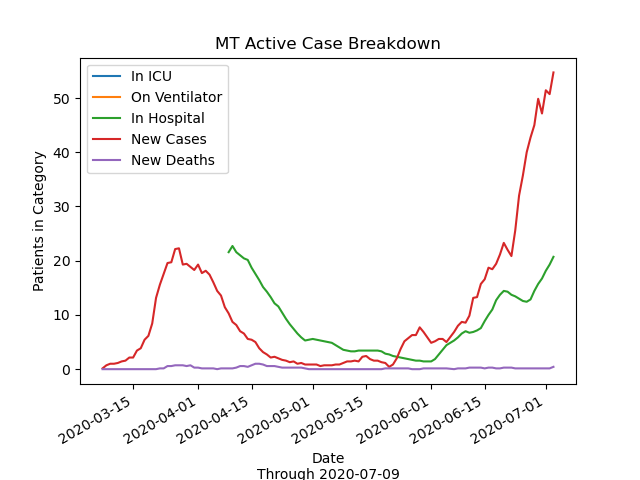 MT Active Case Breakdown
In ICU
On Ventilator
In Hospital
New Cases
New Deaths
Patients in Category
50
40
30
20
10
0
2020-03-15
2020-04-01
2020-04-15
2020-05-01
2020-05-15
2020-06-01
2020-06-15
2020-07-01
Date
Through 2020-07-09